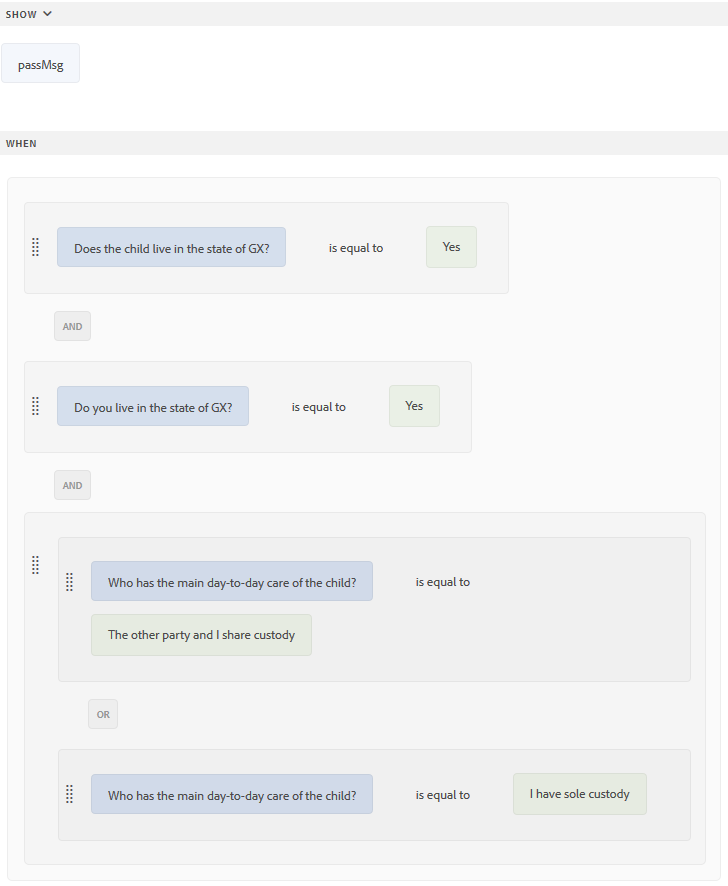 SHOW
passMsg
WHEN
Does the child live in the state of GX? is equal to Yes
AND
Do you live in the state of GX? is equal to Yes
AND
Who has the main day-to-day care of the child? is equal to
The other party and I share custody
OR
Who has the main day-to-day care of the child? is equal to I have sole custody